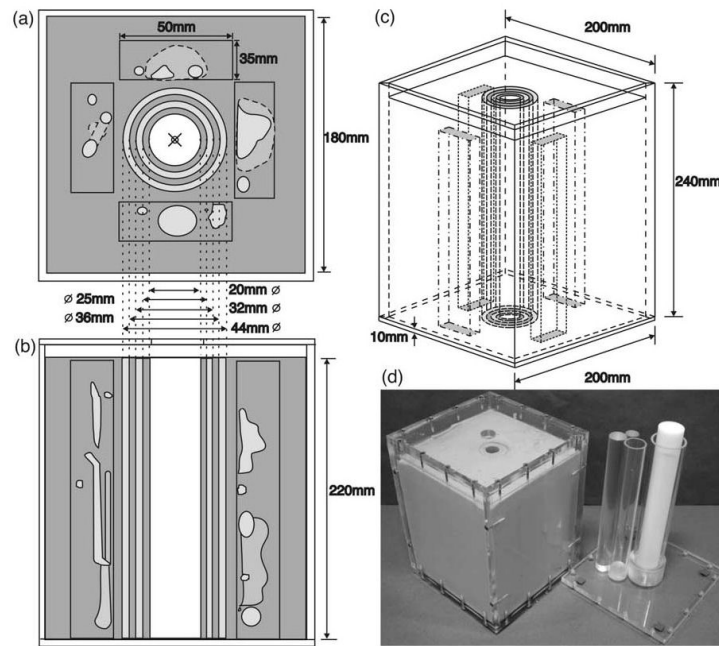 (a)
50mm
35mm
180mm
20mm ⌀
⌀ 25mm
32mm ⌀
⌀ 36mm
44mm ⌀
(b)
220mm
(c)
200mm
240mm
10mm
200mm
(d)